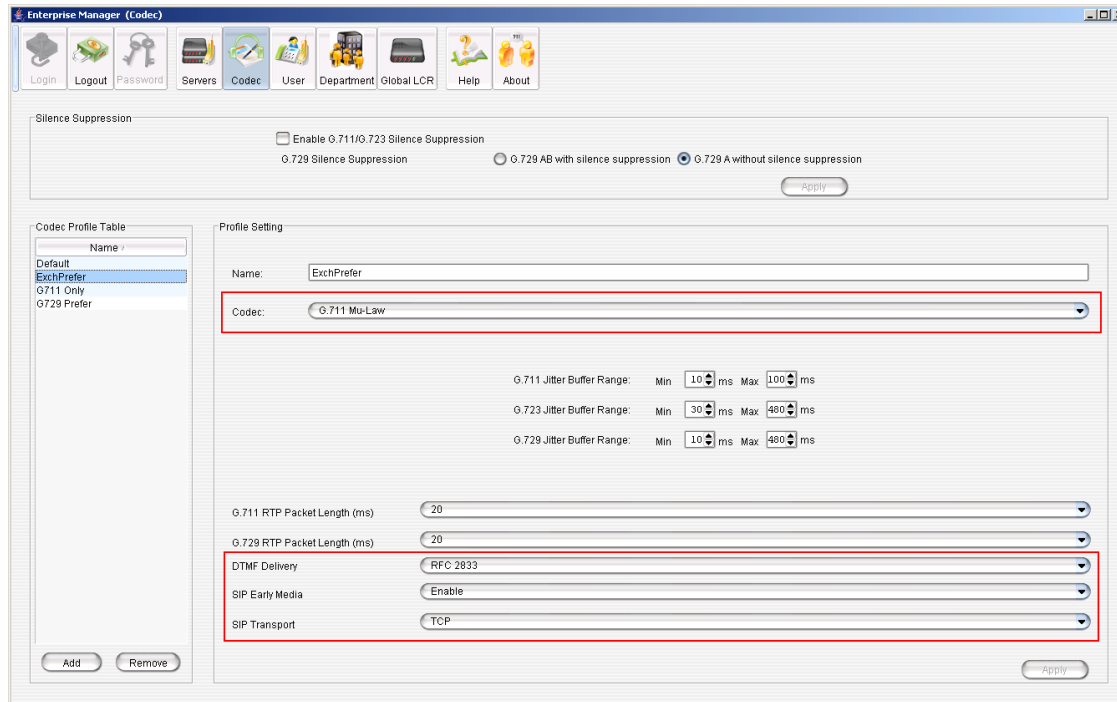 Enterprise Manager (Codec)
Login Logout Password Servers Codec User Department Global LCR Help About
Silence Suppression
Enable G.711/G.723 Silence Suppression
G.729 Silence Suppression G.729 AB with silence suppression G.729 A without silence suppression
Apply
Codec Profile Table
Name
Default
ExchPrefer
G711 Only
G729 Prefer
Add Remove
Profile Setting
Name: ExchPrefer
Codec: G.711 Mu-Law
G.711 Jitter Buffer Range: Min 10 ms Max 100 ms
G.723 Jitter Buffer Range: Min 30 ms Max 480 ms
G.729 Jitter Buffer Range: Min 10 ms Max 480 ms
G.711 RTP Packet Length (ms) 20
G.729 RTP Packet Length (ms) 20
DTMF Delivery RFC 2833
SIP Early Media Enable
SIP Transport TCP
Apply